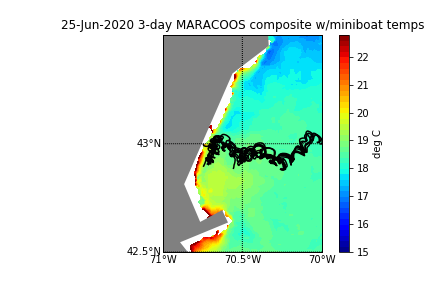 25-Jun-2020 3-day MARACOOS composite w/miniboat temps
22
21
20
43°N
19
deg C
18
17
16
42.5°N
15
71°W 70.5°W 70°W